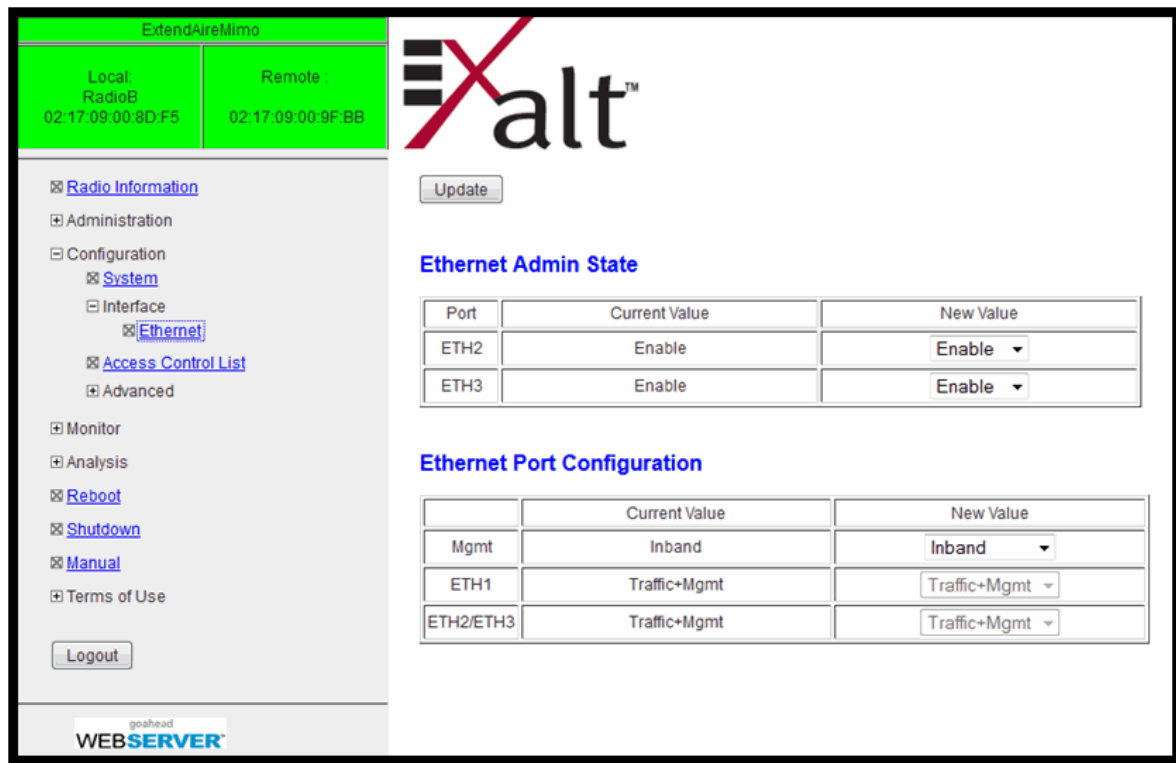 ExtendAireMimo
Local:
RadioB
02:17:09:00:8D:F5
Remote :
02:17:09:00:9F:BB
Radio Information
Administration
Configuration
System
Interface
Ethernet
Access Control List
Advanced
Monitor
Analysis
Reboot
Shutdown
Manual
Terms of Use
Logout
goahead
WEBSERVER
EXalt™
Update
Ethernet Admin State
Port Current Value New Value
ETH2 Enable Enable
ETH3 Enable Enable
Ethernet Port Configuration
Current Value New Value
Mgmt Inband Inband
ETH1 Traffic+Mgmt Traffic+Mgmt
ETH2/ETH3 Traffic+Mgmt Traffic+Mgmt